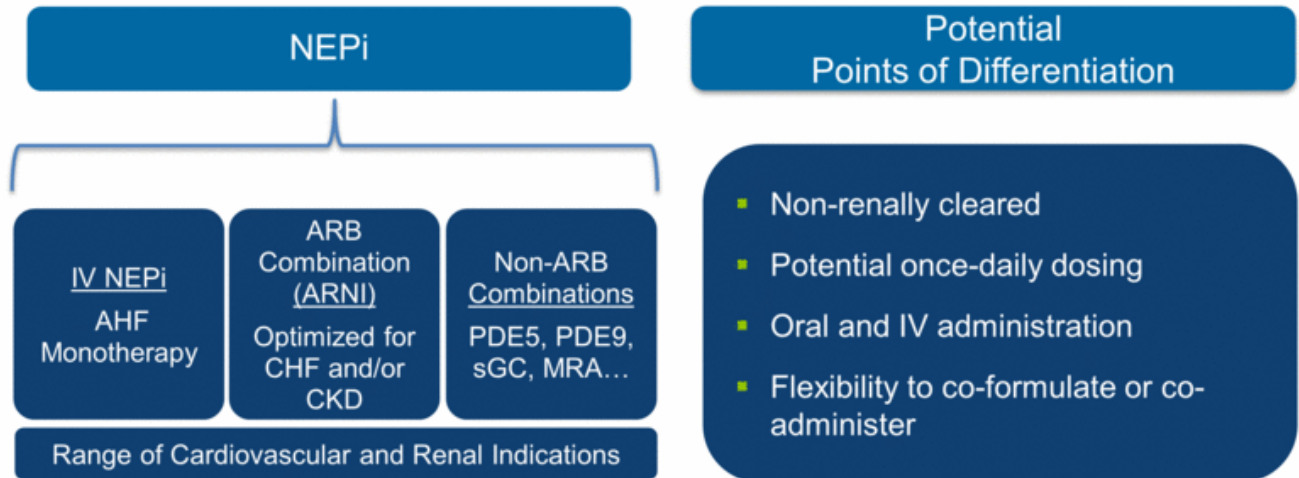 NEPi
IV NEPi
AHF
Monotherapy
ARB
Combination
(ARNI)
Optimized for
CHF and/or
CKD
Non-ARB
Combinations
PDE5, PDE9,
sGC, MRA…
Range of Cardiovascular and Renal Indications
Potential
Points of Differentiation
Non-renally cleared
Potential once-daily dosing
Oral and IV administration
Flexibility to co-formulate or co-
administer